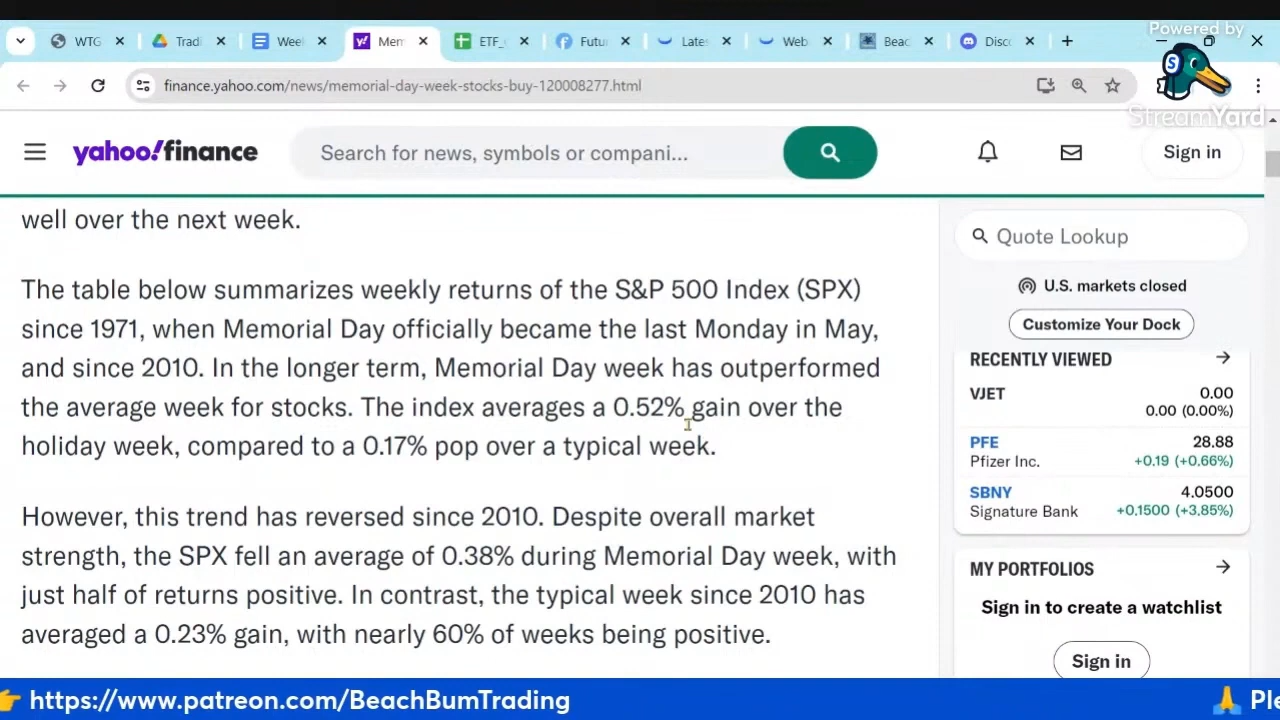 Powered by
WTG
Tradi
Weel
Mem
ETF_
Futur
Lates
Web
Beac
Disco
finance.yahoo.com/news/memorial-day-week-stocks-buy-120008277.html
StreamYard
yahoo!finance
Search for news, symbols or compani...
Sign in
well over the next week.
The table below summarizes weekly returns of the S&P 500 Index (SPX)
since 1971, when Memorial Day officially became the last Monday in May,
and since 2010. In the longer term, Memorial Day week has outperformed
the average week for stocks. The index averages a 0.52% gain over the
holiday week, compared to a 0.17% pop over a typical week.
However, this trend has reversed since 2010. Despite overall market
strength, the SPX fell an average of 0.38% during Memorial Day week, with
just half of returns positive. In contrast, the typical week since 2010 has
averaged a 0.23% gain, with nearly 60% of weeks being positive.
Quote Lookup
U.S. markets closed
Customize Your Dock
RECENTLY VIEWED
VJET 0.00
0.00 (0.00%)
PFE 28.88
Pfizer Inc. +0.19 (+0.66%)
SBNY 4.0500
Signature Bank +0.1500 (+3.85%)
MY PORTFOLIOS
Sign in to create a watchlist
Sign in
👉 https://www.patreon.com/BeachBumTrading 🙏 Ple